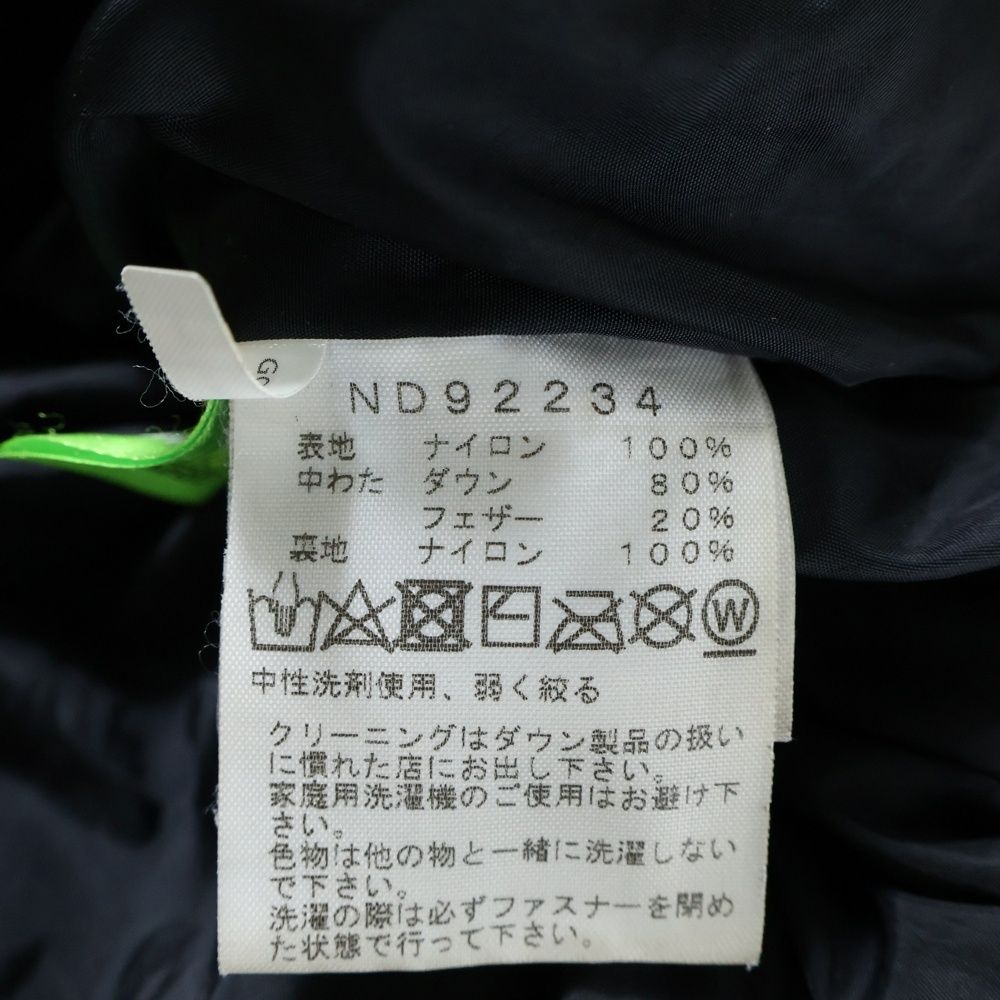 ND92234
表地 ナイロン 100%
中わた ダウン 80%
フェザー 20%
裏地 ナイロン 100%
W
中性洗剤使用、弱く絞る
クリーニングはダウン製品の扱い
に慣れた店にお出し下さい。
家庭用洗濯機のご使用はお避け下
さい。
色物は他の物と一緒に洗濯しない
で下さい。
洗濯の際は必ずファスナーを閉め
た状態で行って下さい。